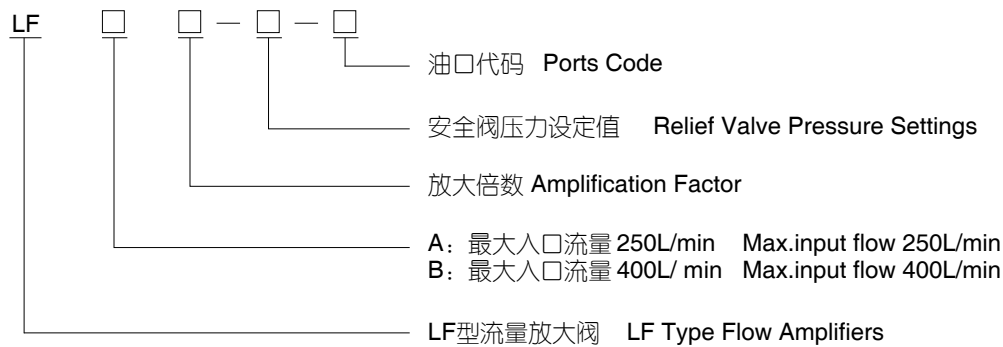 LF □ □ — □ — □
油口代码 Ports Code
安全阀压力设定值 Relief Valve Pressure Settings
放大倍数 Amplification Factor
A：最大入口流量 250L/min Max.input flow 250L/min
B：最大入口流量 400L/ min Max.input flow 400L/min
LF型流量放大阀 LF Type Flow Amplifiers